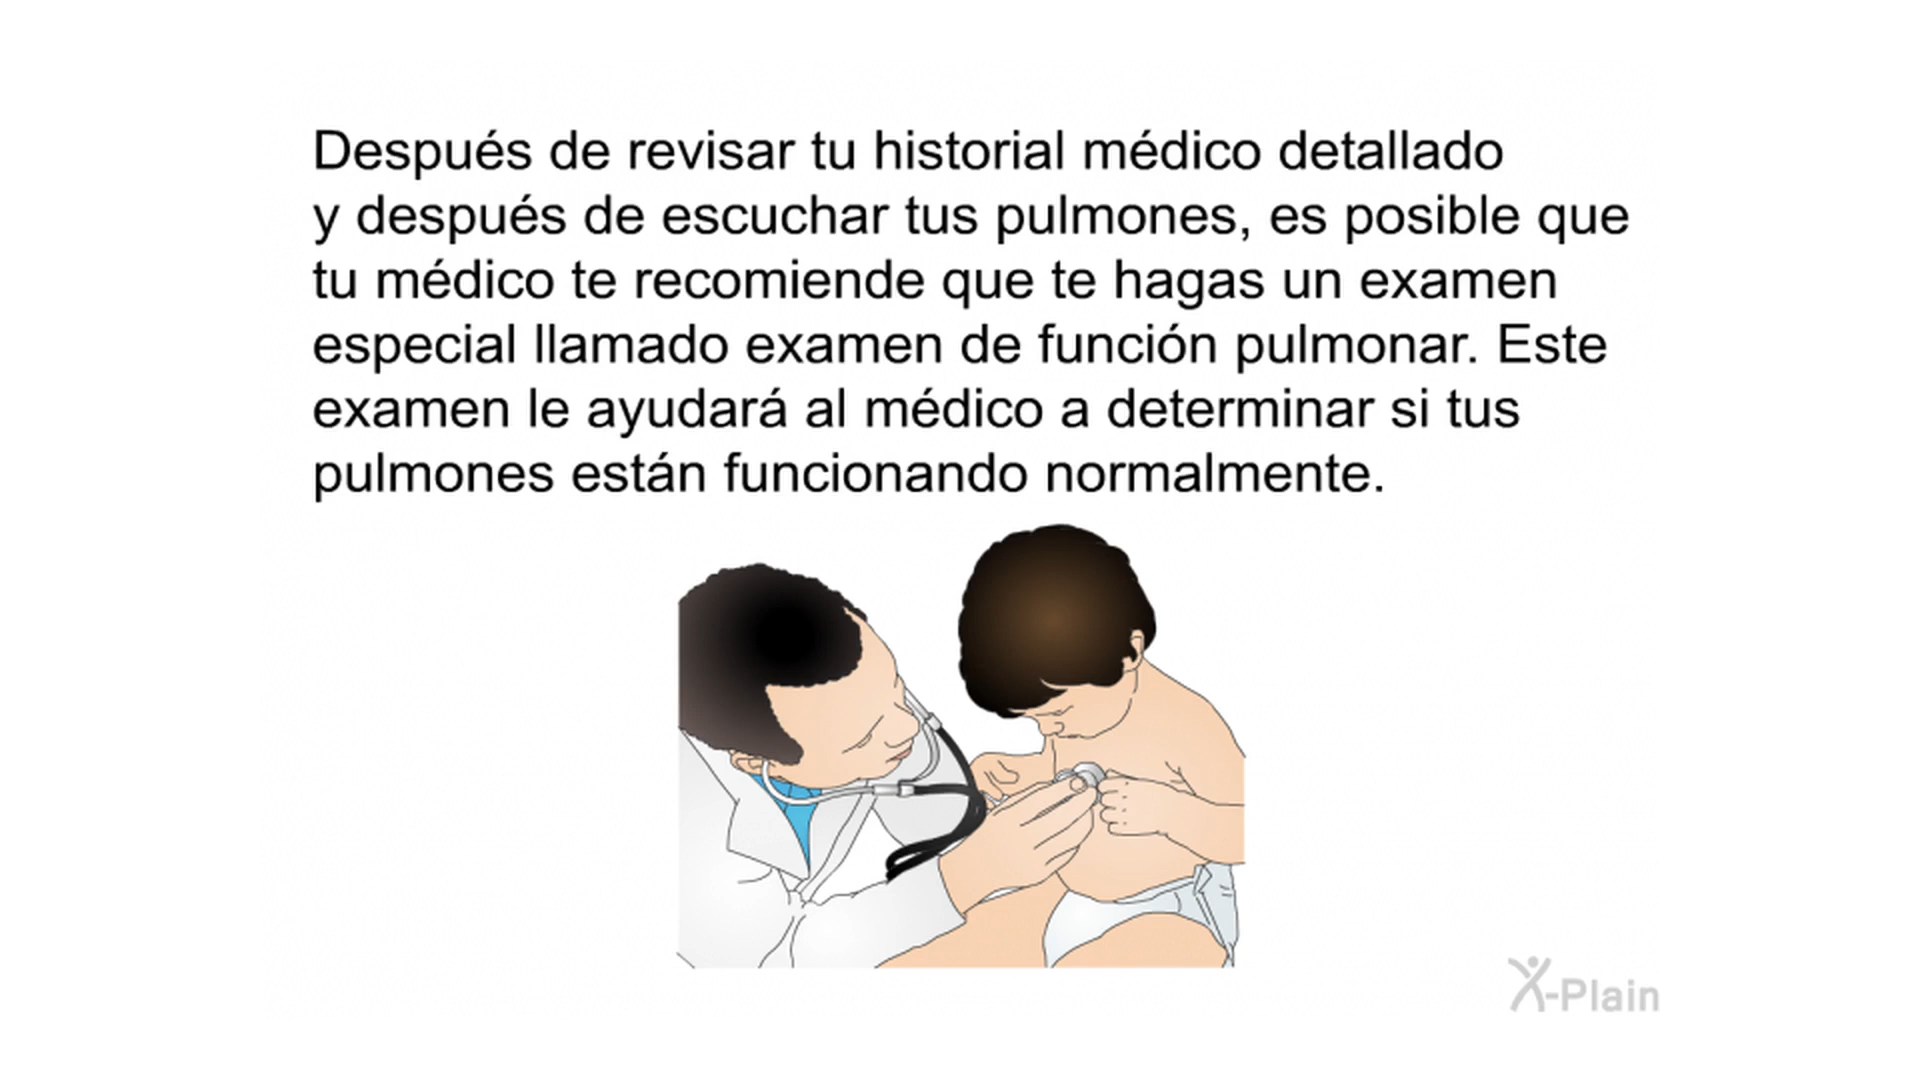 Después de revisar tu historial médico detallado
y después de escuchar tus pulmones, es posible que
tu médico te recomiende que te hagas un examen
especial llamado examen de función pulmonar. Este
examen le ayudará al médico a determinar si tus
pulmones están funcionando normalmente.
X-Plain